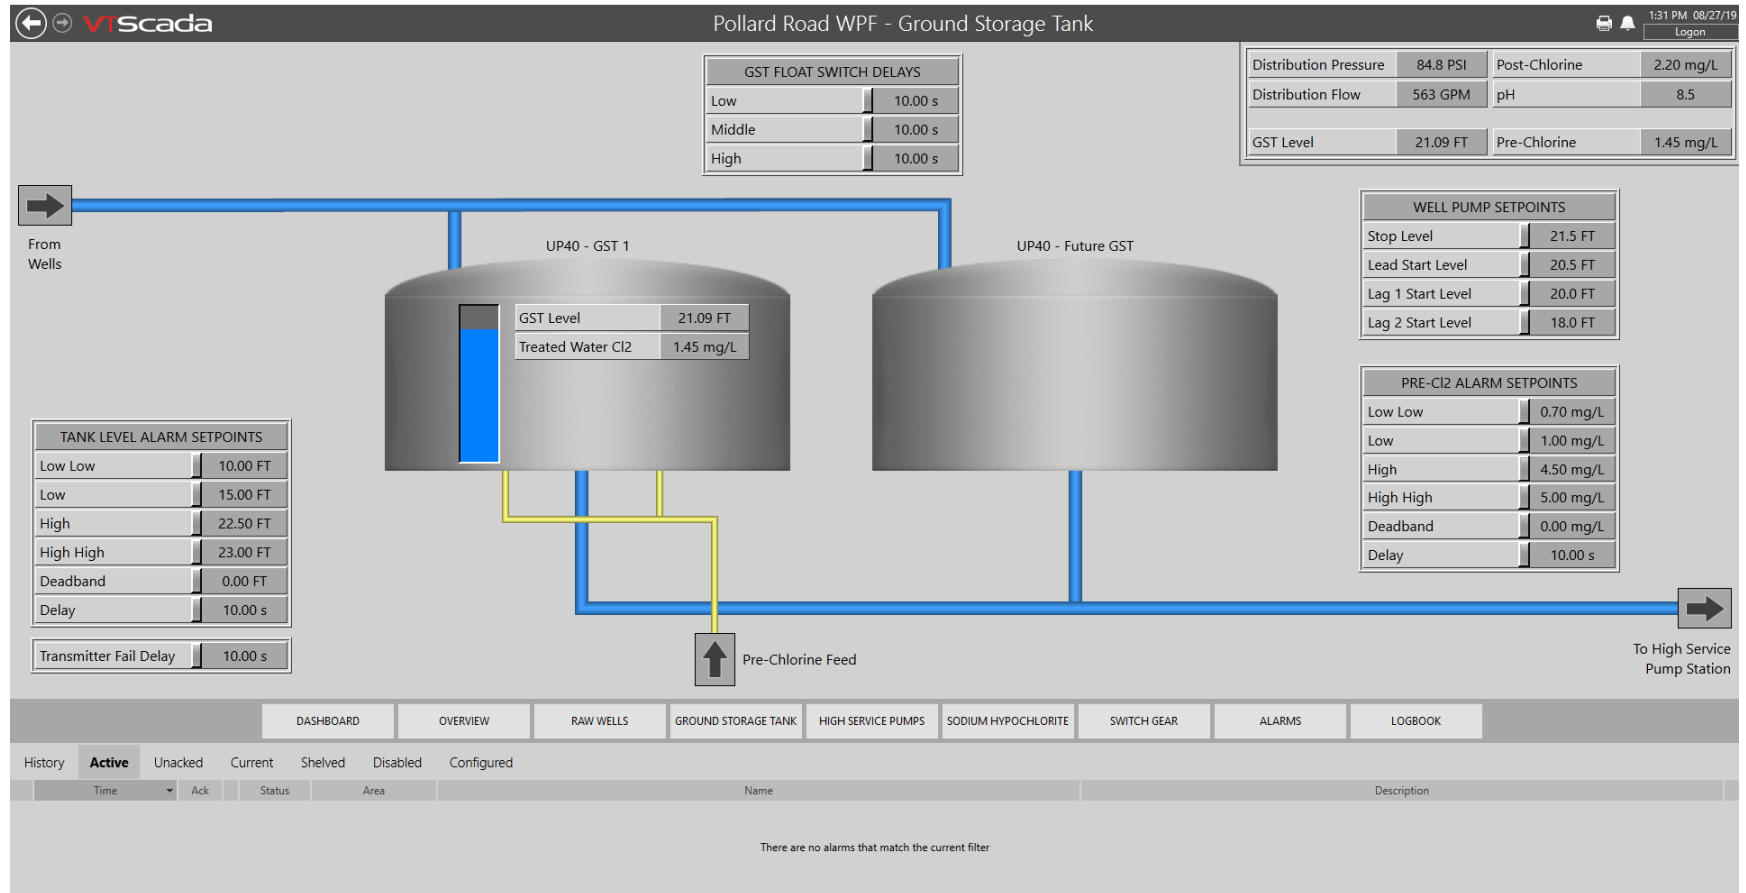 VTScada
Pollard Road WPF - Ground Storage Tank
1:31 PM 08/27/19
Logon
GST FLOAT SWITCH DELAYS
Low 10.00 s
Middle 10.00 s
High 10.00 s
Distribution Pressure 84.8 PSI Post-Chlorine 2.20 mg/L
Distribution Flow 563 GPM pH 8.5
GST Level 21.09 FT Pre-Chlorine 1.45 mg/L
From
Wells
UP40 - GST 1
UP40 - Future GST
GST Level 21.09 FT
Treated Water Cl2 1.45 mg/L
WELL PUMP SETPOINTS
Stop Level 21.5 FT
Lead Start Level 20.5 FT
Lag 1 Start Level 20.0 FT
Lag 2 Start Level 18.0 FT
PRE-Cl2 ALARM SETPOINTS
Low Low 0.70 mg/L
Low 1.00 mg/L
High 4.50 mg/L
High High 5.00 mg/L
Deadband 0.00 mg/L
Delay 10.00 s
TANK LEVEL ALARM SETPOINTS
Low Low 10.00 FT
Low 15.00 FT
High 22.50 FT
High High 23.00 FT
Deadband 0.00 FT
Delay 10.00 s
Transmitter Fail Delay 10.00 s
Pre-Chlorine Feed
To High Service
Pump Station
DASHBOARD OVERVIEW RAW WELLS GROUND STORAGE TANK HIGH SERVICE PUMPS SODIUM HYPOCHLORITE SWITCH GEAR ALARMS LOGBOOK
History Active Unacked Current Shelved Disabled Configured
Time Ack Status Area Name Description
There are no alarms that match the current filter